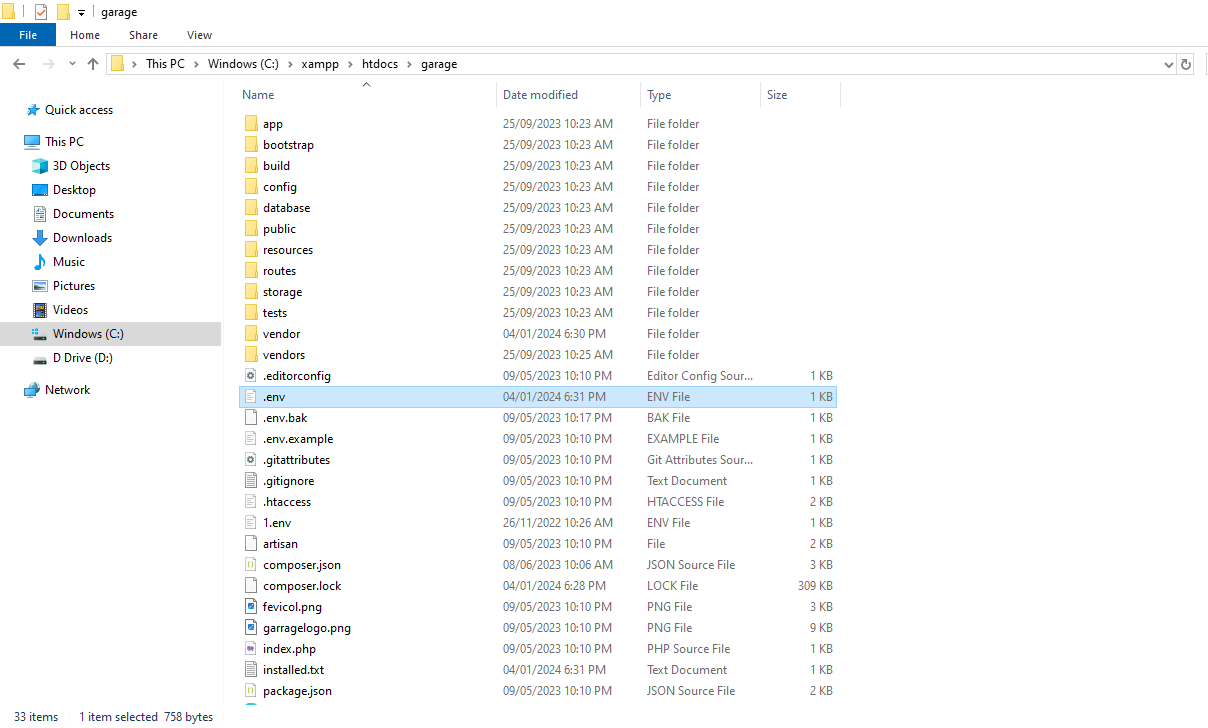 garage
File Home Share View
This PC Windows (C:) xampp htdocs garage
Name Date modified Type Size
Quick access
This PC
3D Objects
Desktop
Documents
Downloads
Music
Pictures
Videos
Windows (C:)
D Drive (D:)
Network
app 25/09/2023 10:23 AM File folder
bootstrap 25/09/2023 10:23 AM File folder
build 25/09/2023 10:23 AM File folder
config 25/09/2023 10:23 AM File folder
database 25/09/2023 10:23 AM File folder
public 25/09/2023 10:23 AM File folder
resources 25/09/2023 10:23 AM File folder
routes 25/09/2023 10:23 AM File folder
storage 25/09/2023 10:23 AM File folder
tests 25/09/2023 10:23 AM File folder
vendor 04/01/2024 6:30 PM File folder
vendors 25/09/2023 10:25 AM File folder
.editorconfig 09/05/2023 10:10 PM Editor Config Sour... 1 KB
.env 04/01/2024 6:31 PM ENV File 1 KB
.env.bak 09/05/2023 10:17 PM BAK File 1 KB
.env.example 09/05/2023 10:10 PM EXAMPLE File 1 KB
.gitattributes 09/05/2023 10:10 PM Git Attributes Sour... 1 KB
.gitignore 09/05/2023 10:10 PM Text Document 1 KB
.htaccess 09/05/2023 10:10 PM HTACCESS File 2 KB
1.env 26/11/2022 10:26 AM ENV File 1 KB
artisan 09/05/2023 10:10 PM File 2 KB
composer.json 08/06/2023 10:06 AM JSON Source File 3 KB
composer.lock 04/01/2024 6:28 PM LOCK File 309 KB
fevicol.png 09/05/2023 10:10 PM PNG File 3 KB
garragelogo.png 09/05/2023 10:10 PM PNG File 9 KB
index.php 09/05/2023 10:10 PM PHP Source File 1 KB
installed.txt 04/01/2024 6:31 PM Text Document 1 KB
package.json 09/05/2023 10:10 PM JSON Source File 2 KB
33 items 1 item selected 758 bytes